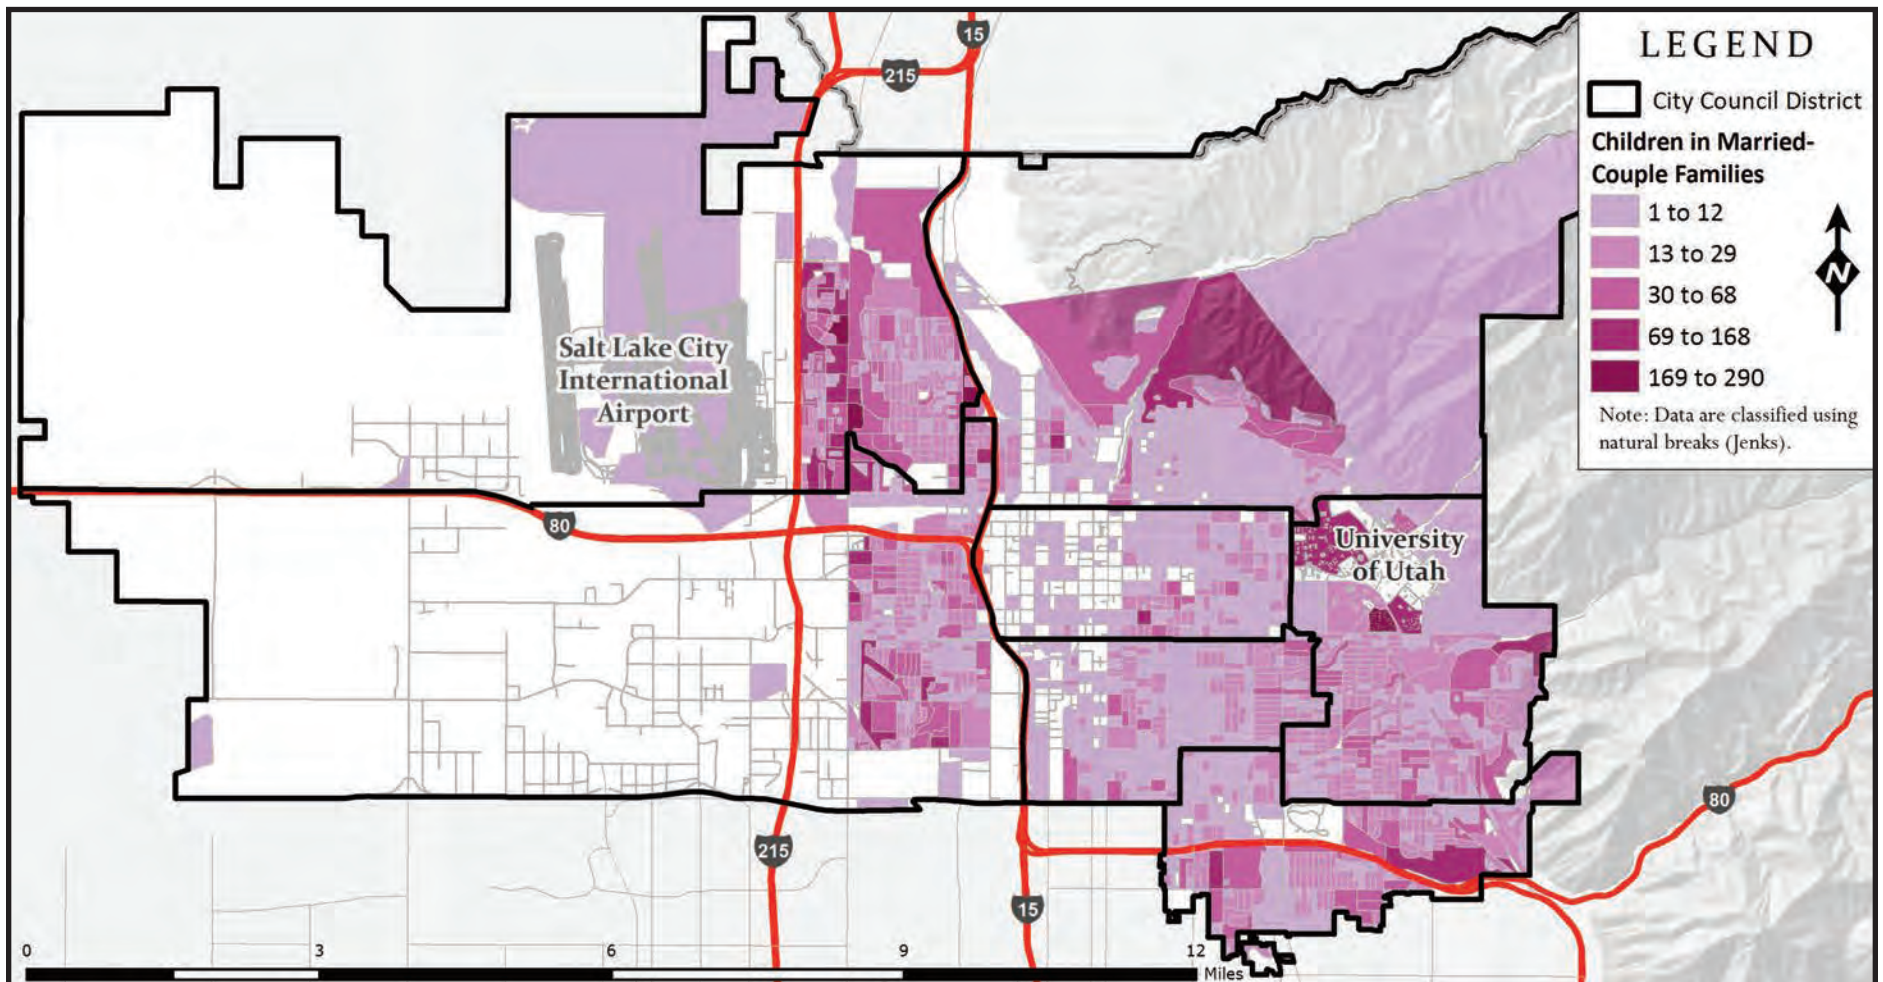 LEGEND
City Council District
Children in Married-
Couple Families
1 to 12
13 to 29
30 to 68
69 to 168
169 to 290
Note: Data are classified using
natural breaks (Jenks).
N
15
215
Salt Lake City
International
Airport
80
University
of Utah
80
215
15
0 3 6 9 12
Miles